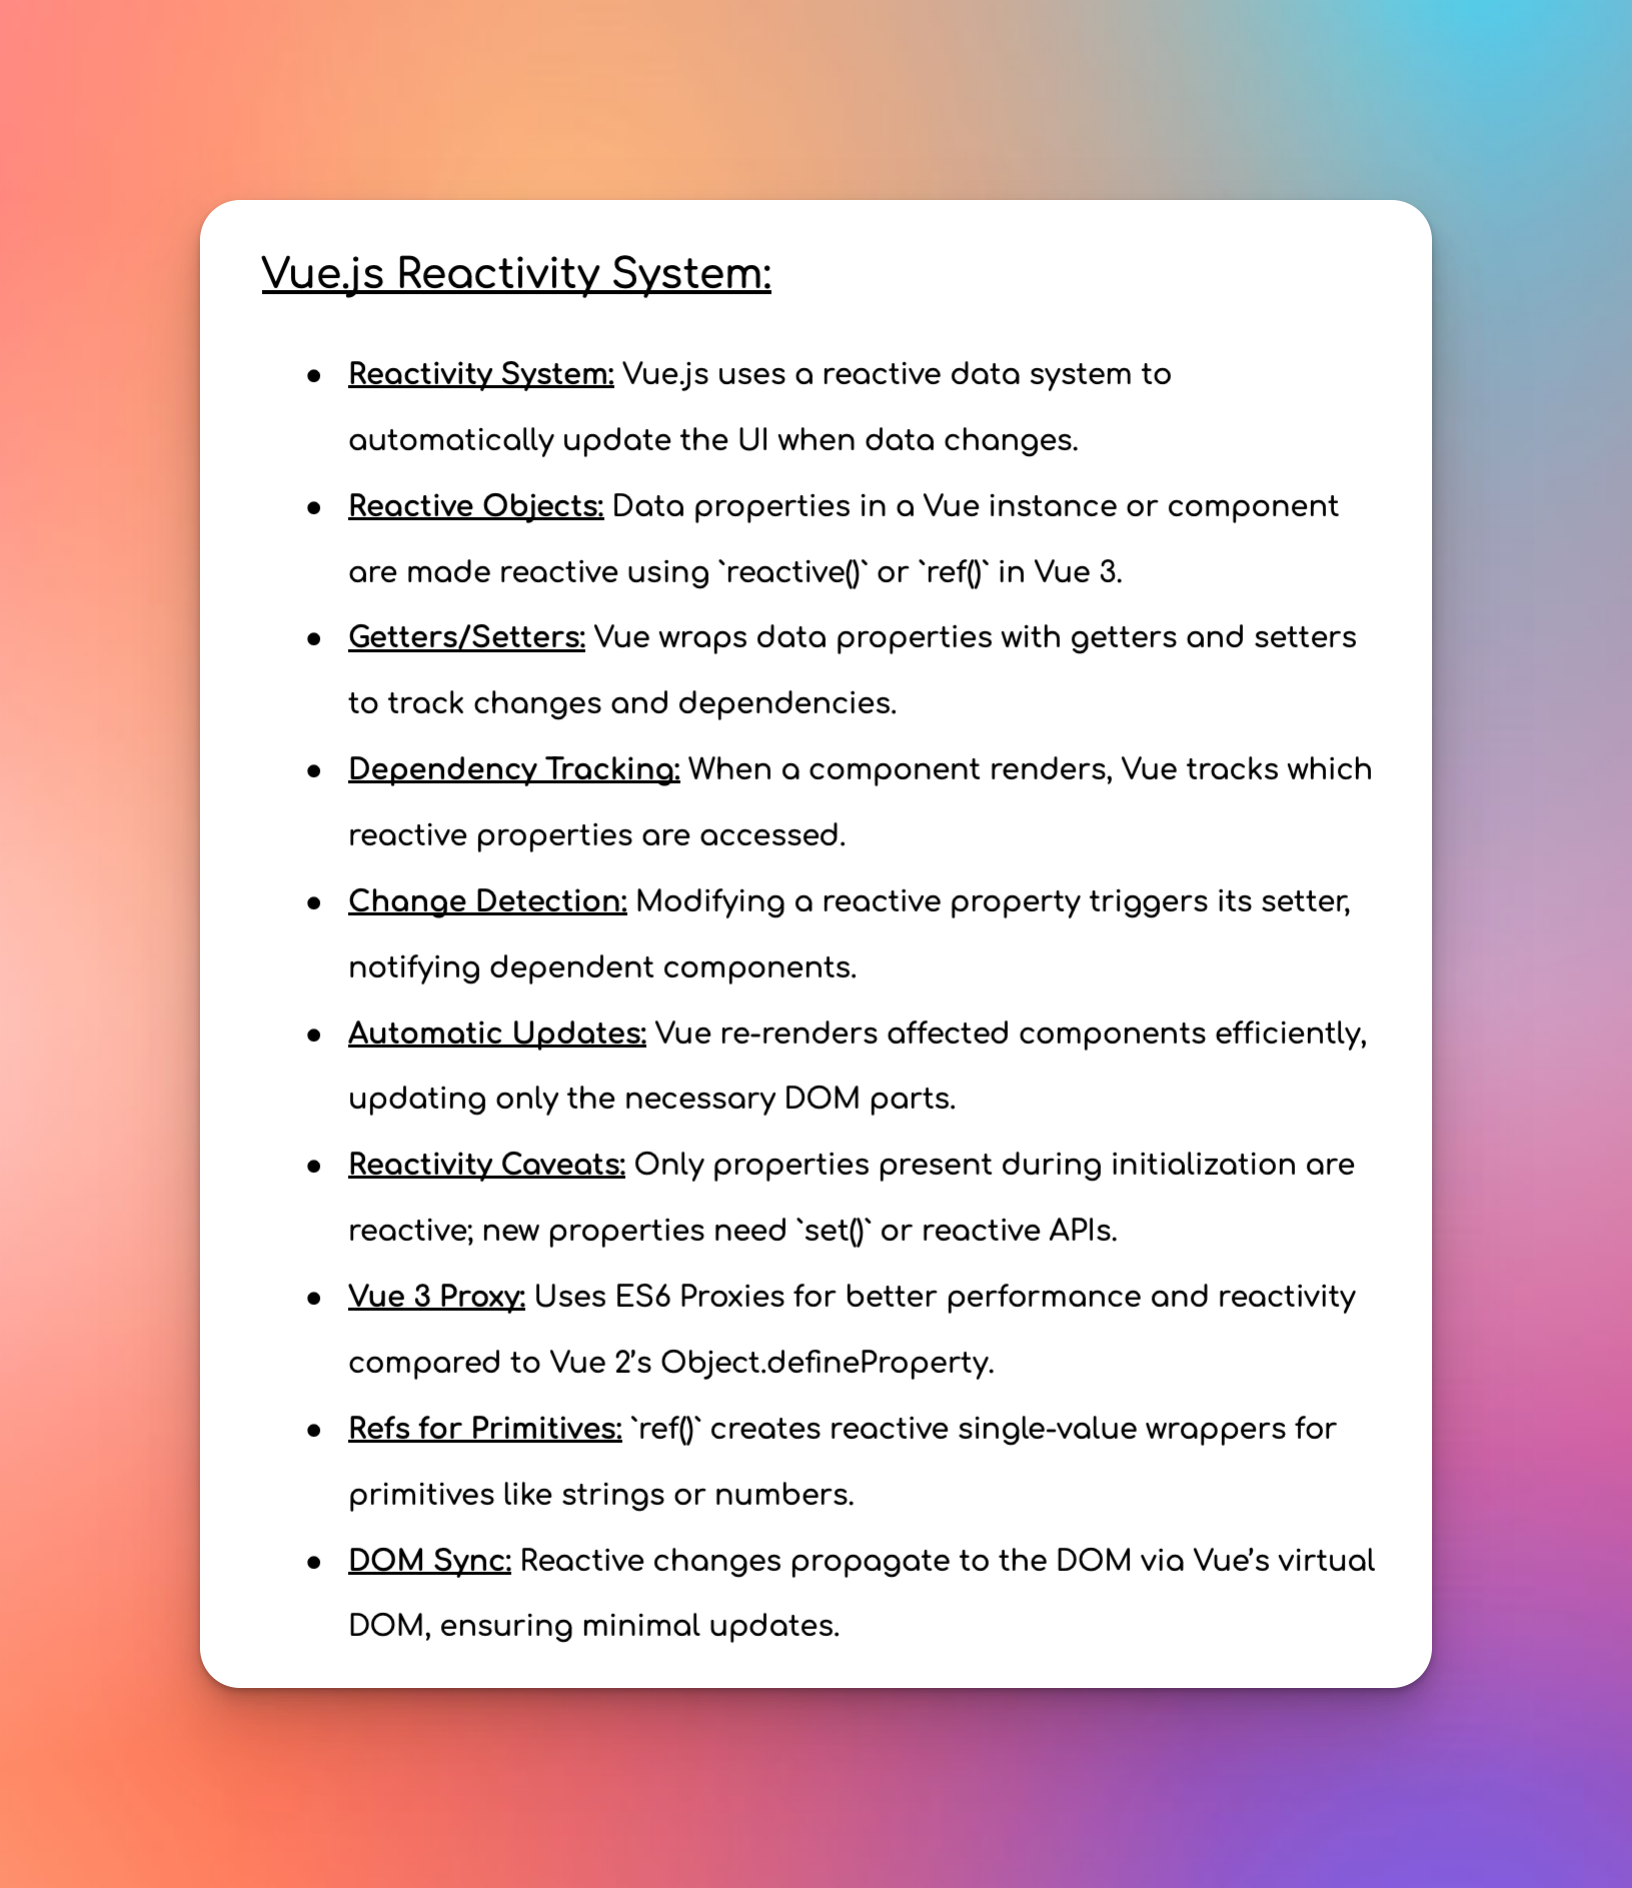 Vue.js Reactivity System:
● Reactivity System: Vue.js uses a reactive data system to
automatically update the UI when data changes.
● Reactive Objects: Data properties in a Vue instance or component
are made reactive using `reactive()` or `ref()` in Vue 3.
● Getters/Setters: Vue wraps data properties with getters and setters
to track changes and dependencies.
● Dependency Tracking: When a component renders, Vue tracks which
reactive properties are accessed.
● Change Detection: Modifying a reactive property triggers its setter,
notifying dependent components.
● Automatic Updates: Vue re-renders affected components efficiently,
updating only the necessary DOM parts.
● Reactivity Caveats: Only properties present during initialization are
reactive; new properties need `set()` or reactive APIs.
● Vue 3 Proxy: Uses ES6 Proxies for better performance and reactivity
compared to Vue 2’s Object.defineProperty.
● Refs for Primitives: `ref()` creates reactive single-value wrappers for
primitives like strings or numbers.
● DOM Sync: Reactive changes propagate to the DOM via Vue’s virtual
DOM, ensuring minimal updates.